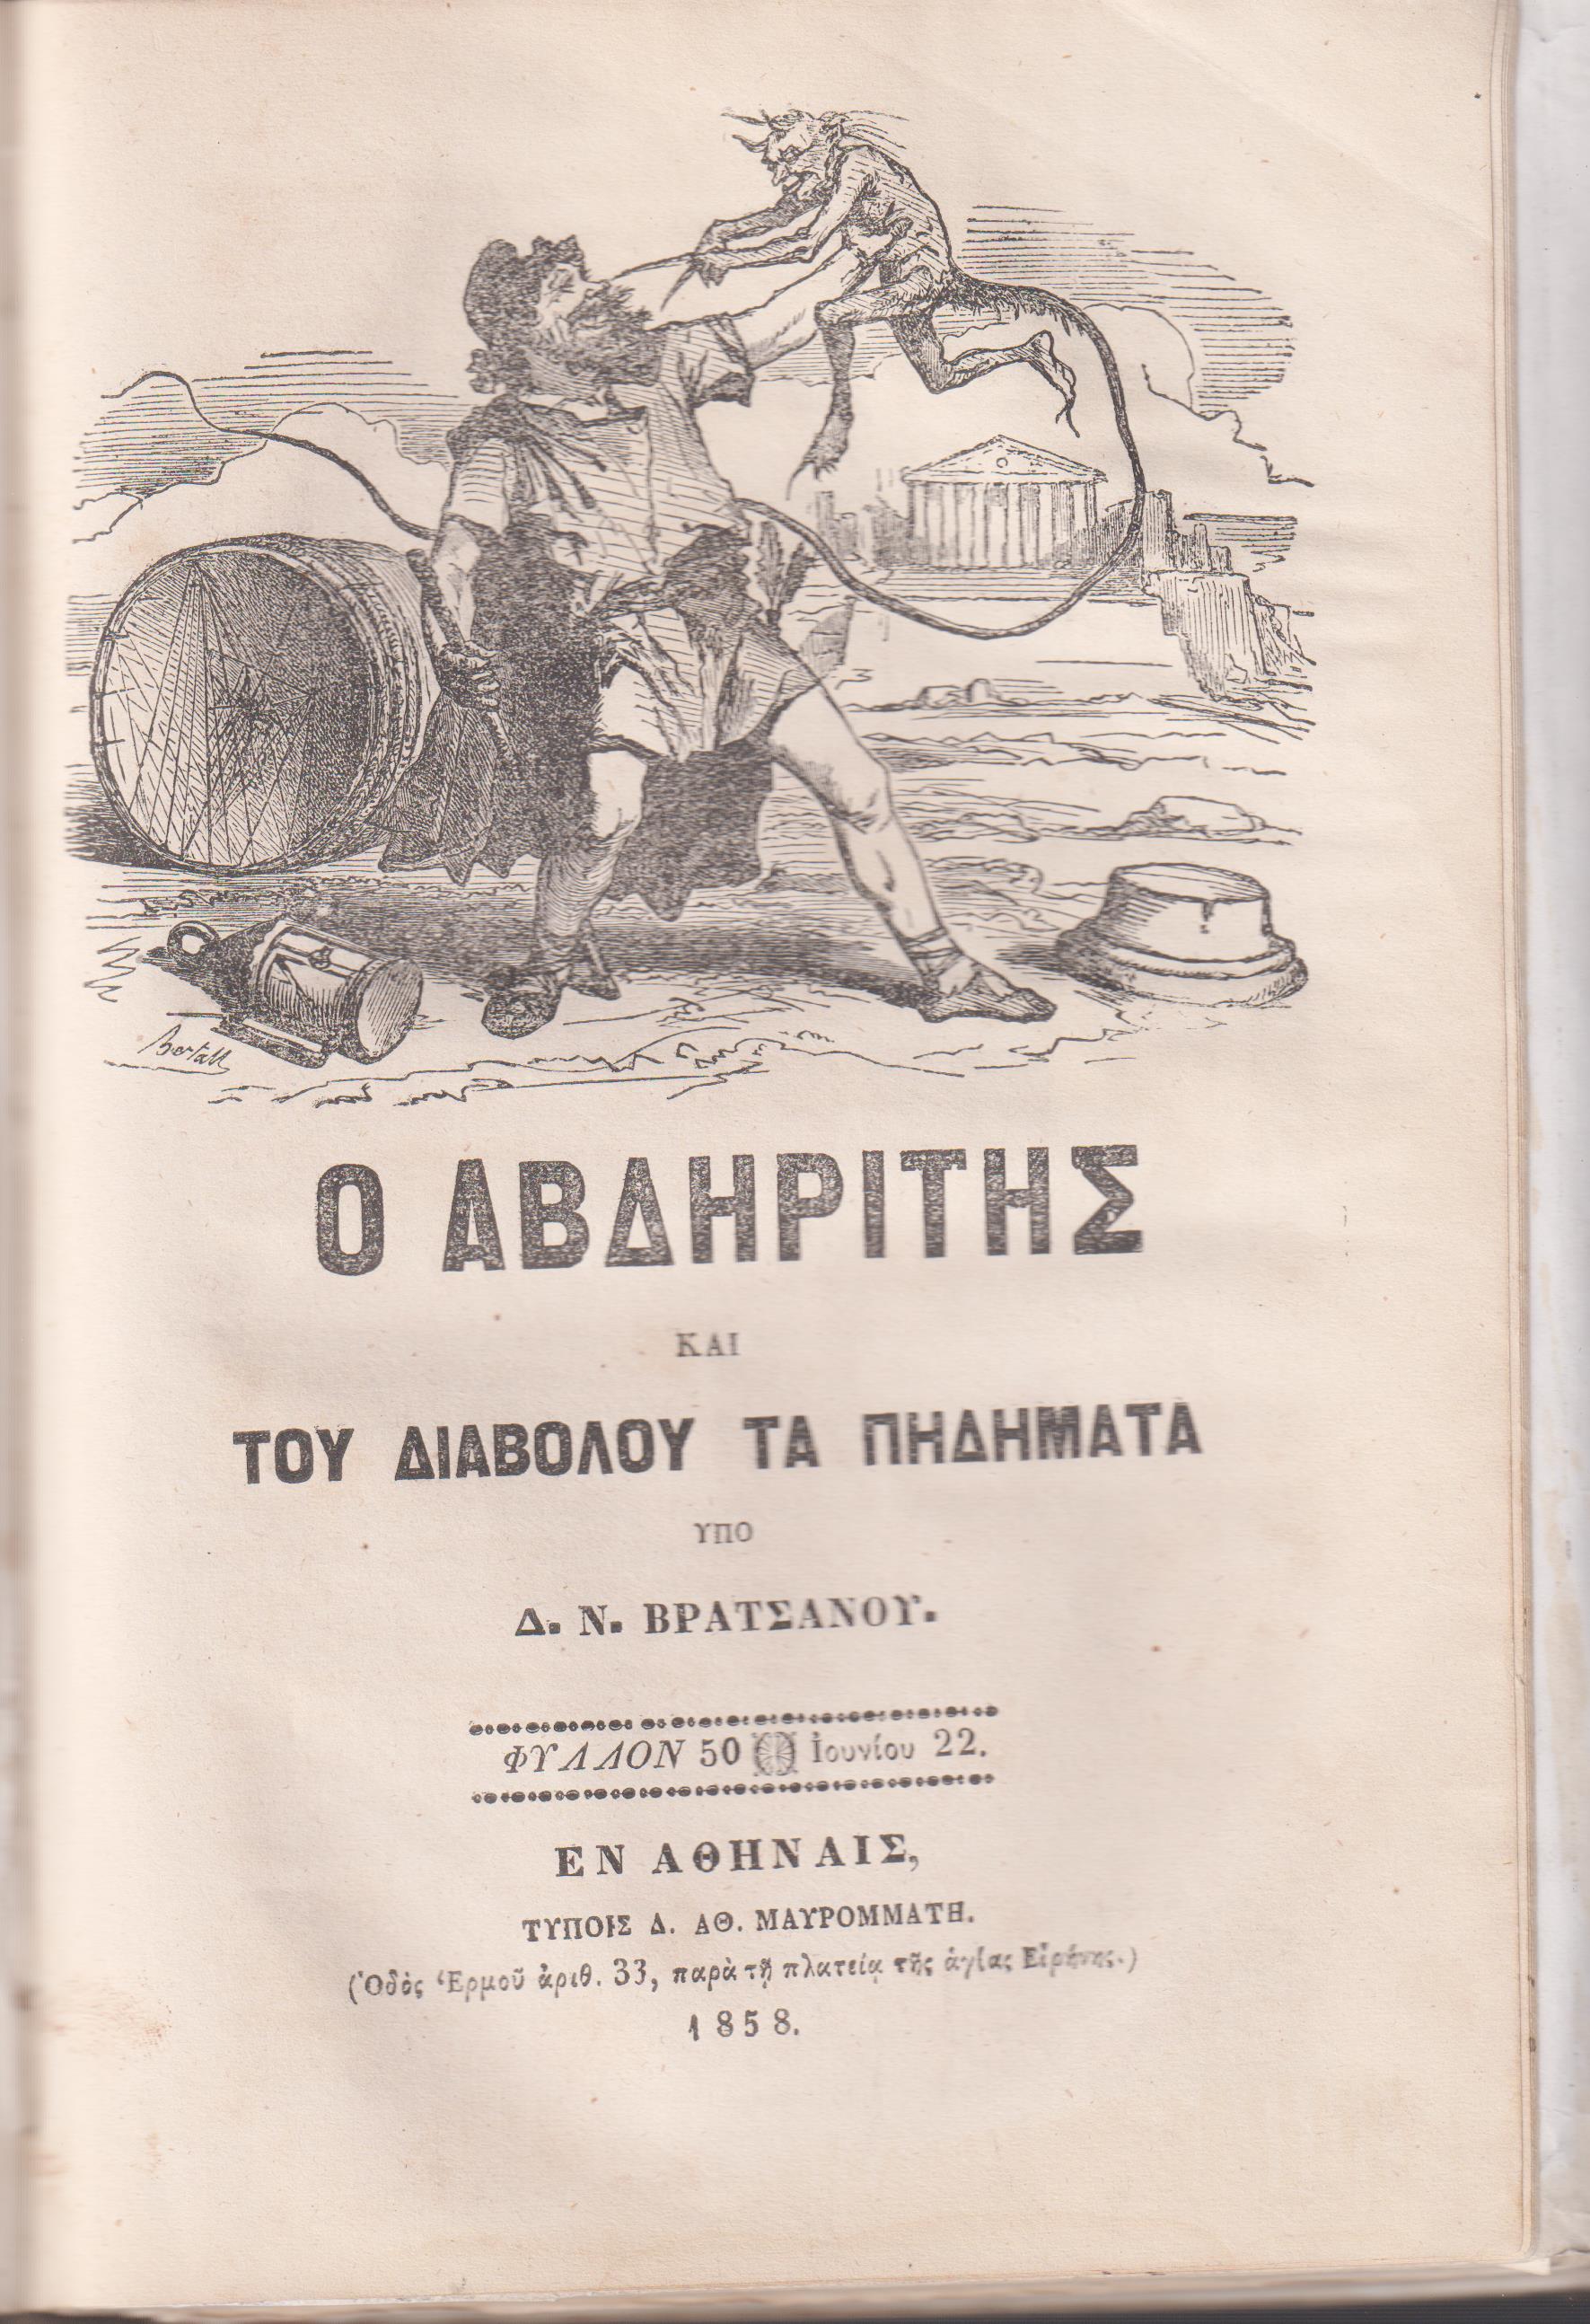 Bertall
Ο ΑΒΔΗΡΙΤΗΣ
ΚΑΙ
ΤΟΥ ΔΙΑΒΟΛΟΥ ΤΑ ΠΗΔΗΜΑΤΑ
ΥΠΟ
Δ. Ν. ΒΡΑΤΣΑΝΟΥ.
ΦΥΛΛΟΝ 50 Ἰουνίου 22.
ΕΝ ΑΘΗΝΑΙΣ,
ΤΥΠΟΙΣ Δ. ΑΘ. ΜΑΥΡΟΜΜΑΤΗ.
(Ὁδὸς Ἑρμοῦ ἀριθ. 33, παρὰ τῇ πλατείᾳ τῆς ἁγίας Εἰρήνης.)
1858.